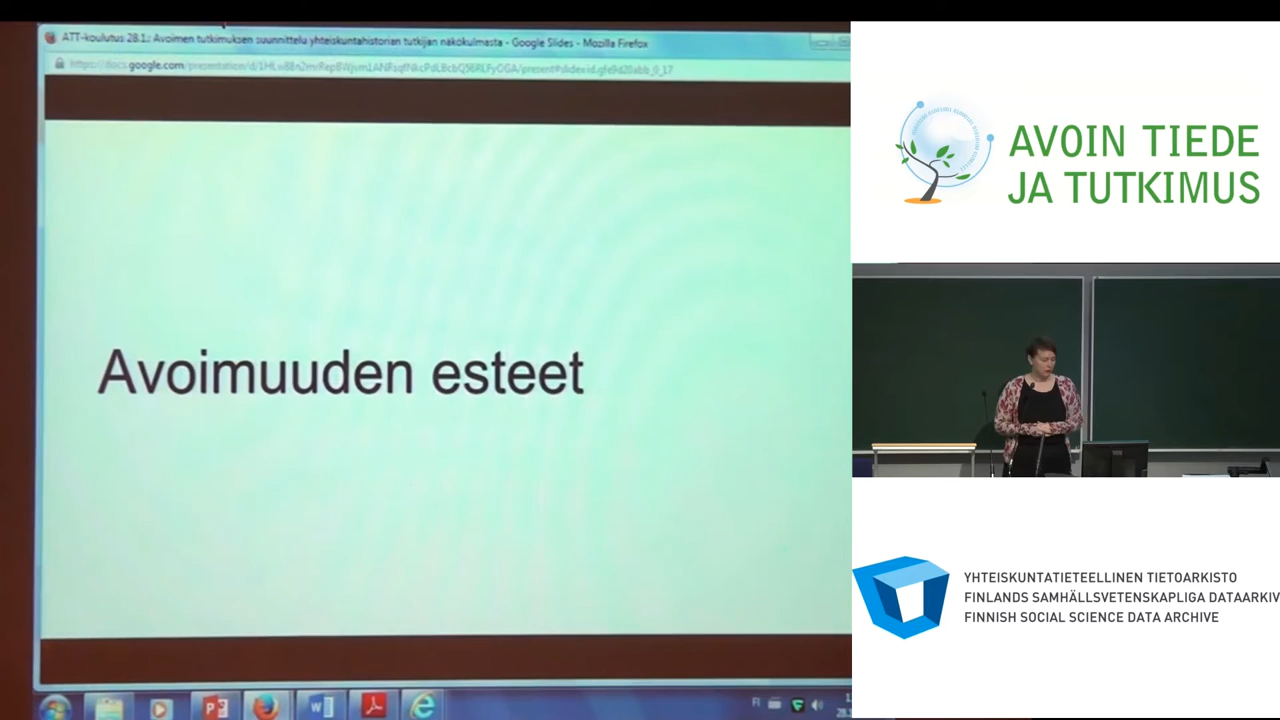 ATT-koulutus 28.1.: Avoimen tutkimuksen suunnittelu yhteiskuntahistorian tutkijan näkökulmasta - Google Slides - Mozilla Firefox
Avoimuuden esteet
FI
AVOIN TIEDE
JA TUTKIMUS
YHTEISKUNTATIETEELLINEN TIETOARKISTO
FINLANDS SAMHÄLLSVETENSKAPLIGA DATAARKIV
FINNISH SOCIAL SCIENCE DATA ARCHIVE